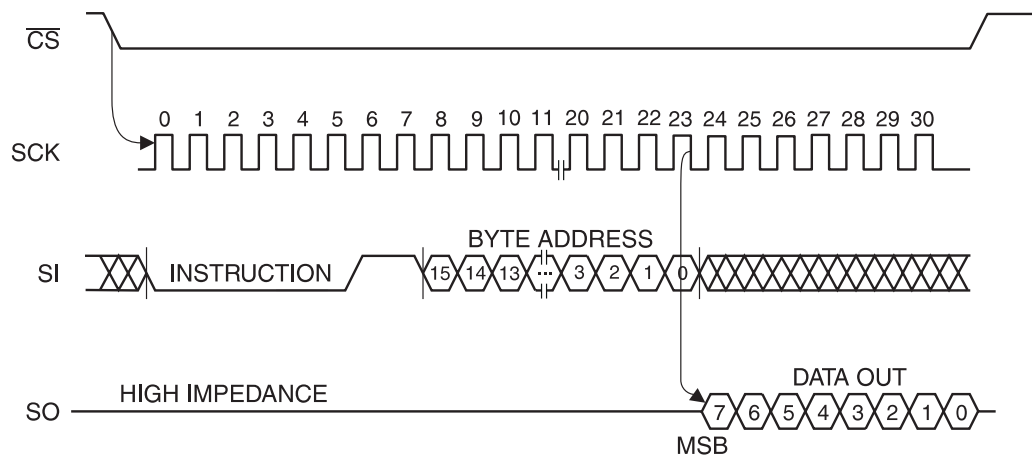 CS
0 1 2 3 4 5 6 7 8 9 10 11 20 21 22 23 24 25 26 27 28 29 30
SCK
BYTE ADDRESS
SI
INSTRUCTION
15 14 13 ... 3 2 1 0
DATA OUT
HIGH IMPEDANCE
SO
7 6 5 4 3 2 1 0
MSB